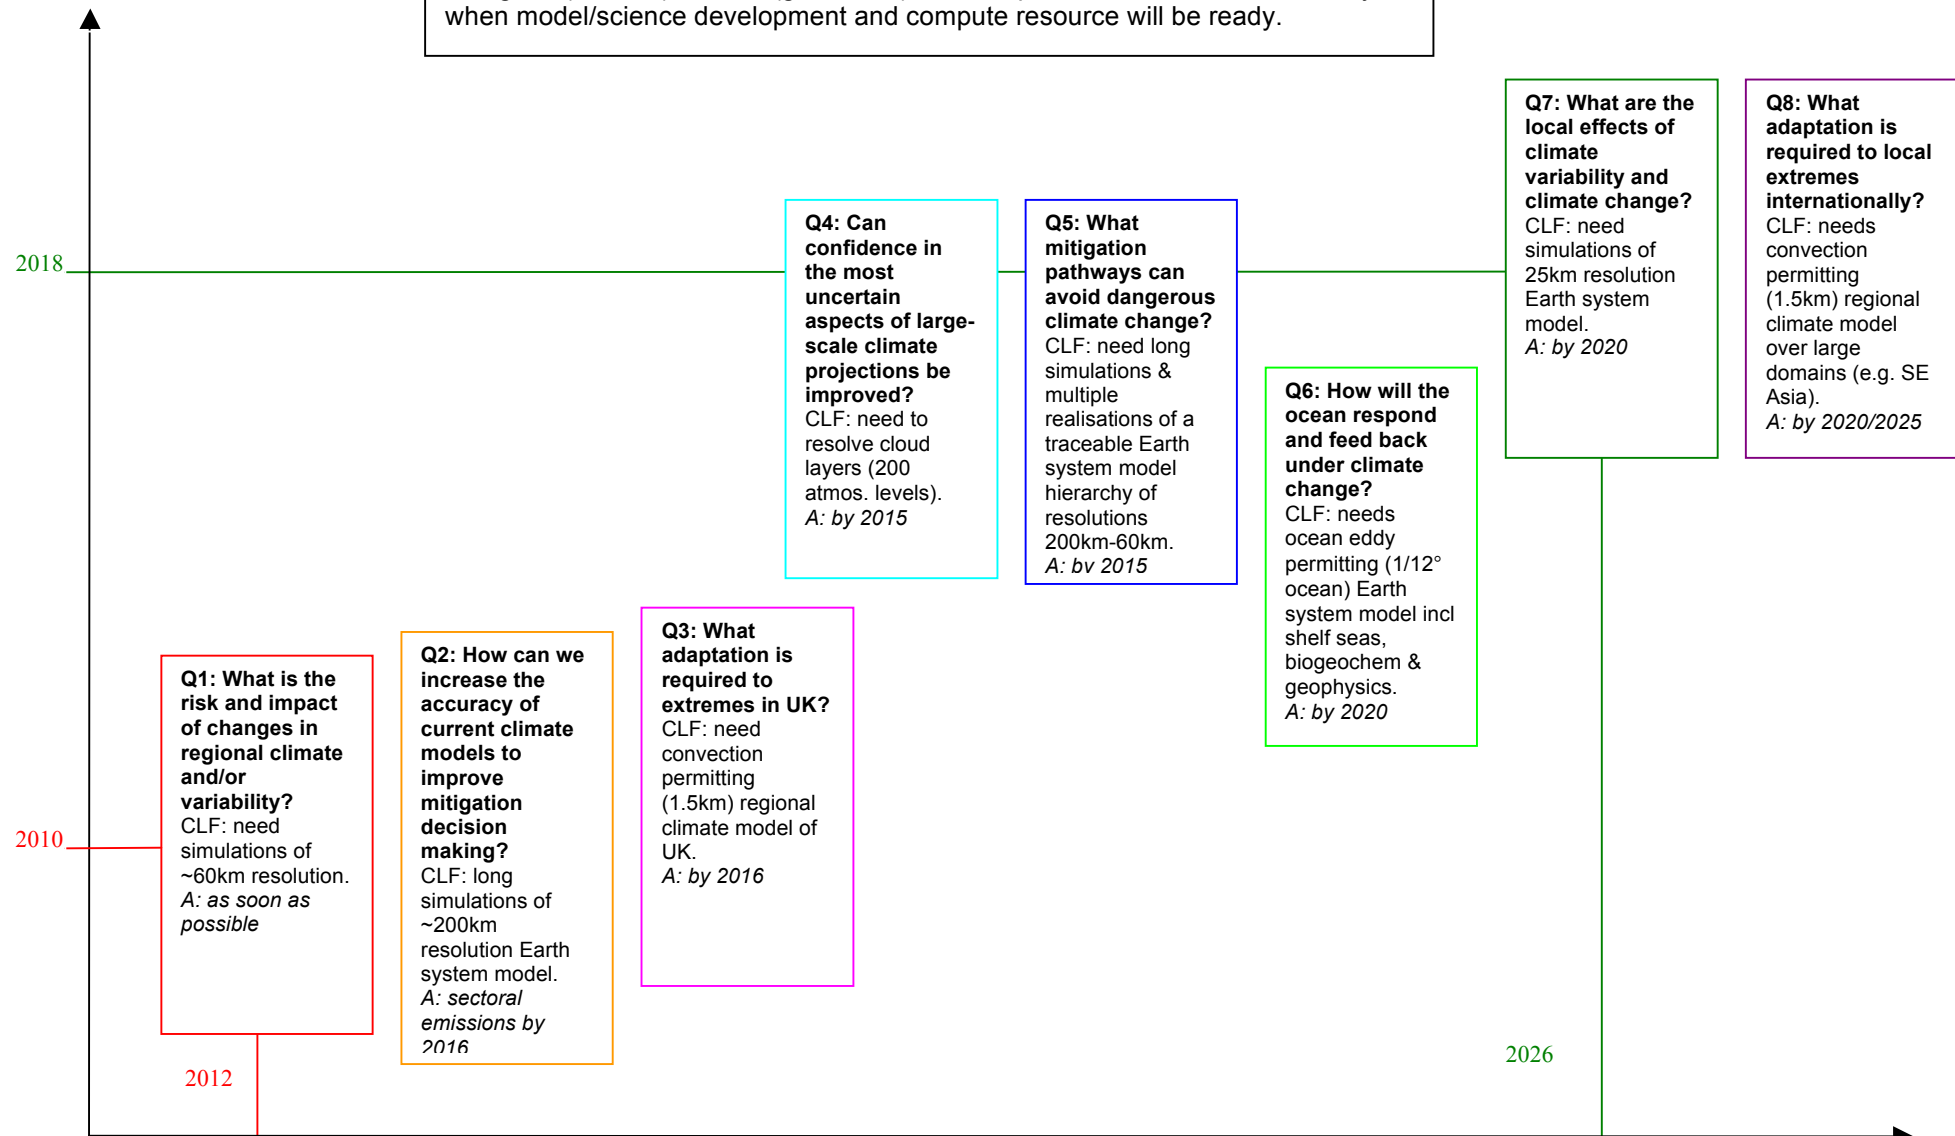 when model/science development and compute resource will be ready.
Q7: What are the
local effects of
climate
variability and
climate change?
CLF: need
simulations of
25km resolution
Earth system
model.
A: by 2020
Q8: What
adaptation is
required to local
extremes
internationally?
CLF: needs
convection
permitting
(1.5km) regional
climate model
over large
domains (e.g. SE
Asia).
A: by 2020/2025
2018
Q4: Can
confidence in
the most
uncertain
aspects of large-
scale climate
projections be
improved?
CLF: need to
resolve cloud
layers (200
atmos. levels).
A: by 2015
Q5: What
mitigation
pathways can
avoid dangerous
climate change?
CLF: need long
simulations &
multiple
realisations of a
traceable Earth
system model
hierarchy of
resolutions
200km-60km.
A: by 2015
Q6: How will the
ocean respond
and feed back
under climate
change?
CLF: needs
ocean eddy
permitting (1/12°
ocean) Earth
system model incl
shelf seas,
biogeochem &
geophysics.
A: by 2020
2010
Q1: What is the
risk and impact
of changes in
regional climate
and/or
variability?
CLF: need
simulations of
~60km resolution.
A: as soon as
possible
Q2: How can we
increase the
accuracy of
current climate
models to
improve
mitigation
decision
making?
CLF: long
simulations of
~200km
resolution Earth
system model.
A: sectoral
emissions by
2016
Q3: What
adaptation is
required to
extremes in UK?
CLF: need
convection
permitting
(1.5km) regional
climate model of
UK.
A: by 2016
2012
2026